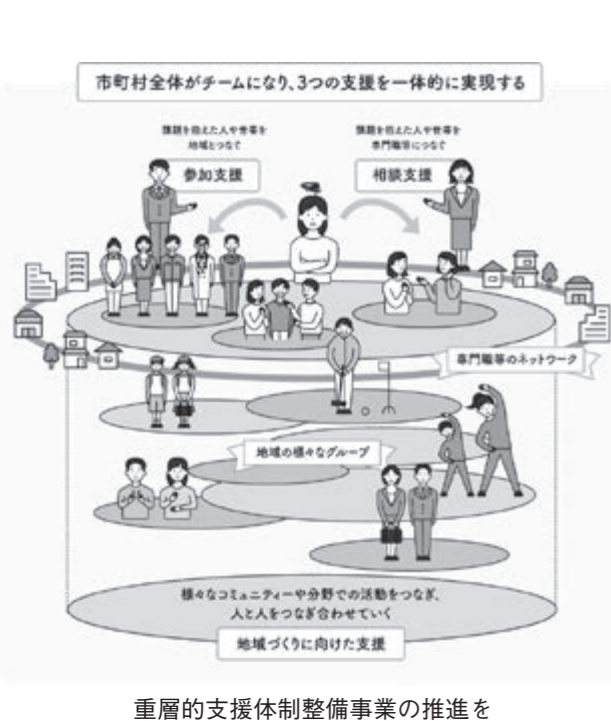 市町村全体がチームになり、3つの支援を一体的に実現する
課題を抱えた人や世帯を
地域とつなぐ
参加支援
課題を抱えた人や世帯を
専門職等につなぐ
相談支援
専門職等のネットワーク
地域の様々なグループ
様々なコミュニティーや分野での活動をつなぎ、
人と人をつなぎ合わせていく
地域づくりに向けた支援
重層的支援体制整備事業の推進を